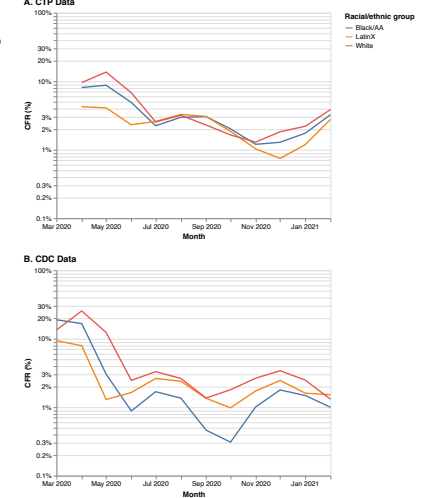 A. CTP Data
Racial/ethnic group
Black/AA
LatinX
White
100%
30%
20%
10%
3%
2%
1%
0.3%
0.2%
0.1%
CFR (%)
Mar 2020 May 2020 Jul 2020 Sep 2020 Nov 2020 Jan 2021
Month
B. CDC Data
100%
30%
20%
10%
3%
2%
1%
0.3%
0.2%
0.1%
CFR (%)
Mar 2020 May 2020 Jul 2020 Sep 2020 Nov 2020 Jan 2021
Month